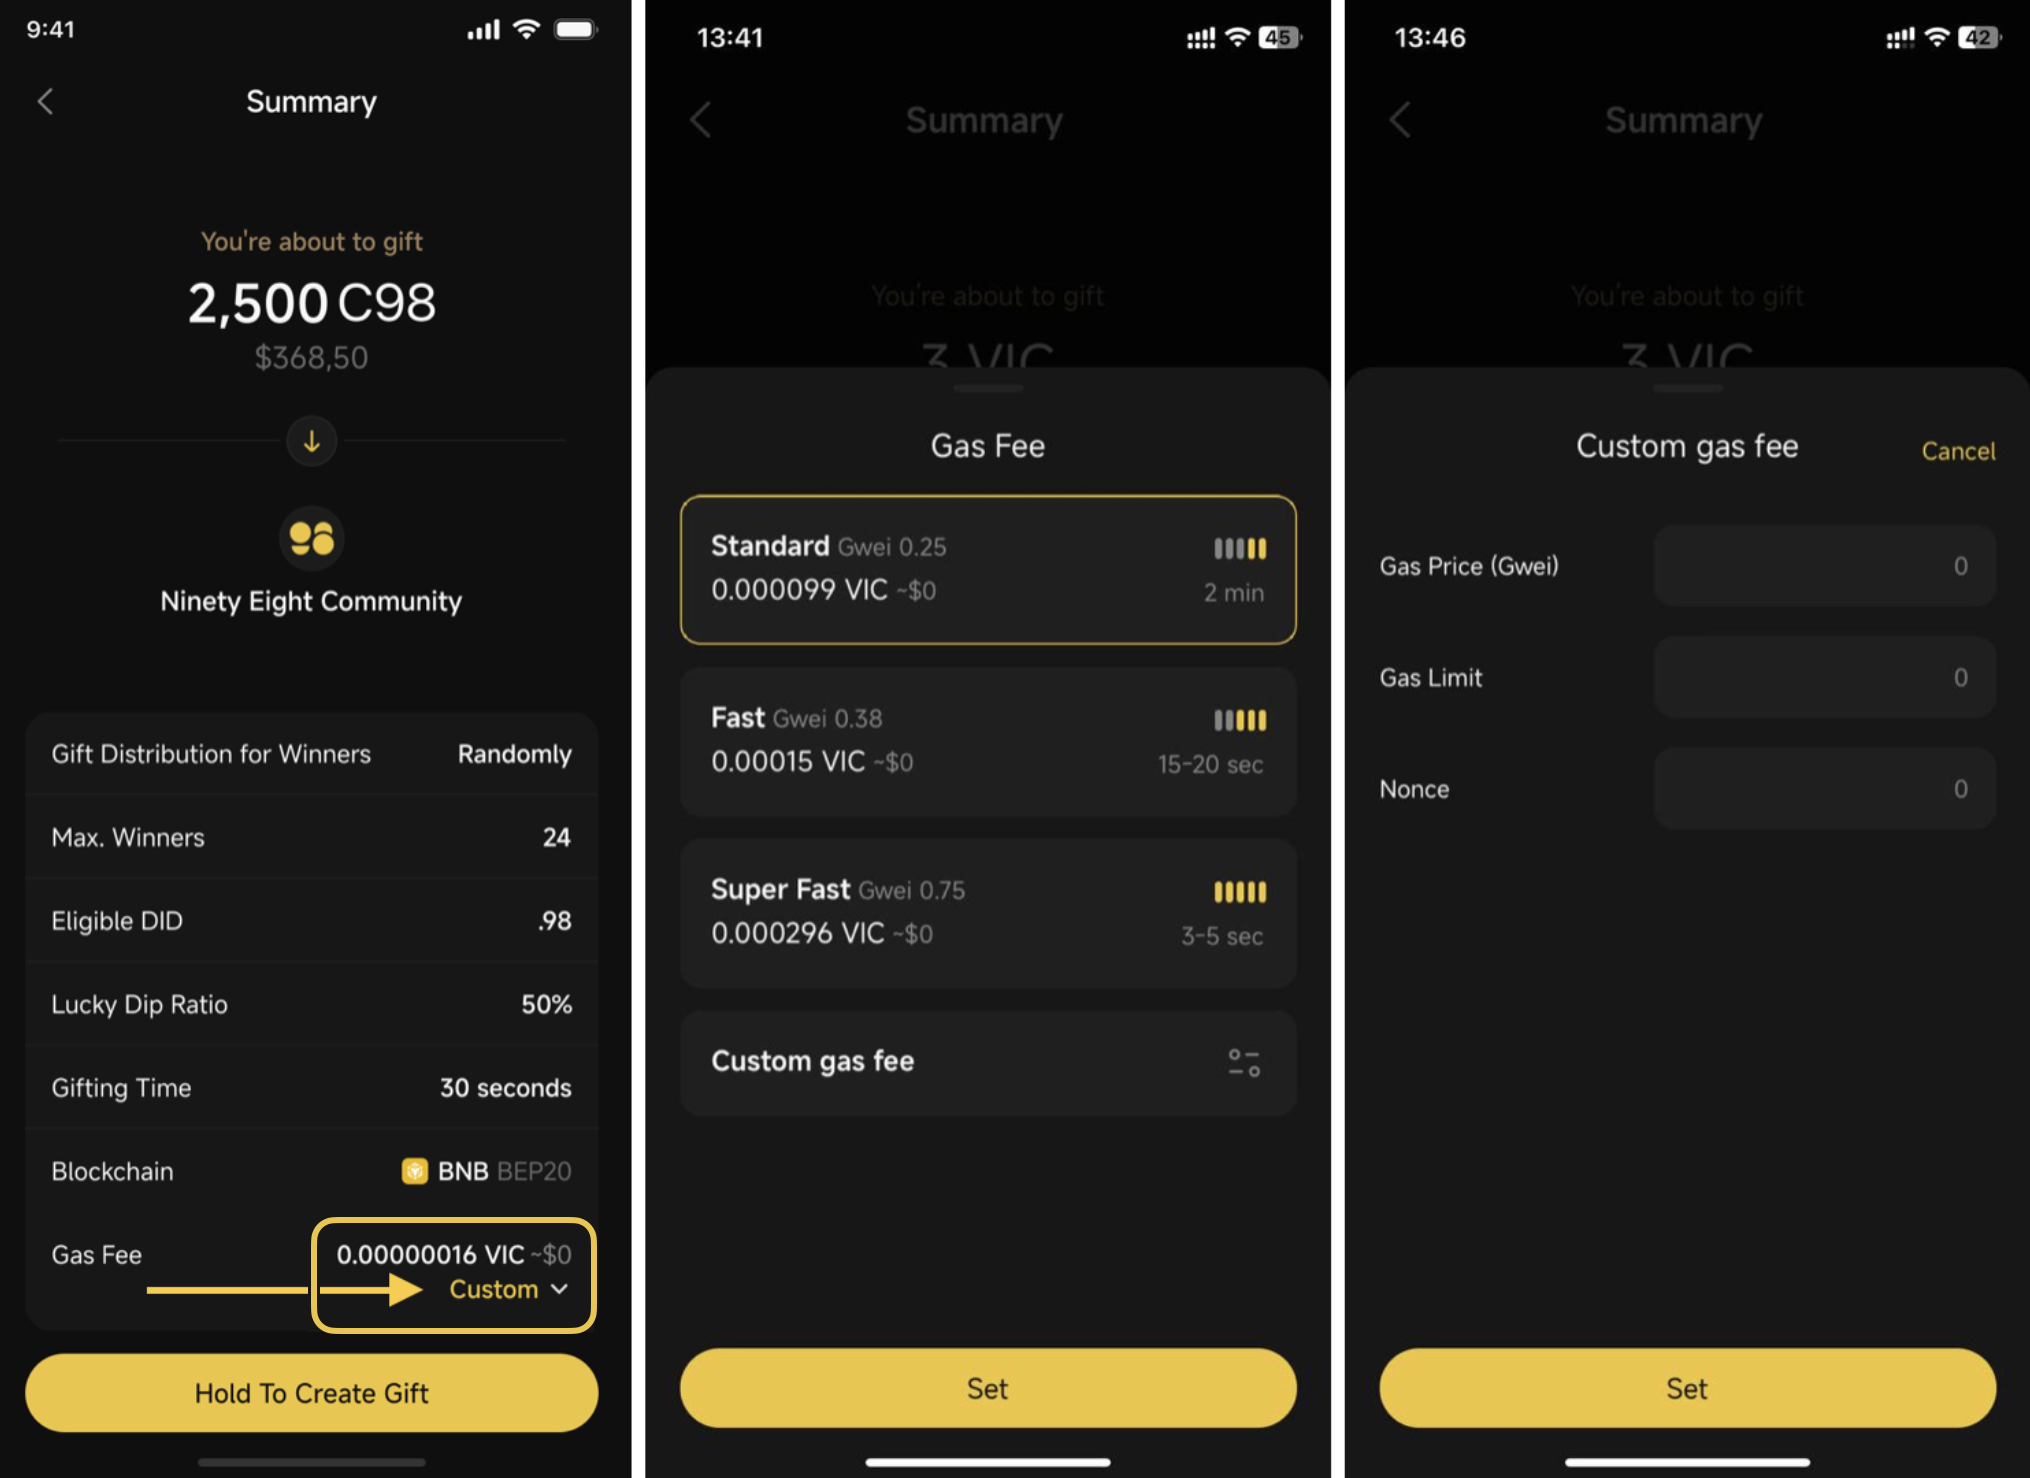 9:41
Summary
You're about to gift
2,500 C98
$368,50
Ninety Eight Community
Gift Distribution for Winners Randomly
Max. Winners 24
Eligible DID .98
Lucky Dip Ratio 50%
Gifting Time 30 seconds
Blockchain BNB BEP20
Gas Fee 0.00000016 VIC ~$0
Custom
Hold To Create Gift
13:41 45
Summary
You're about to gift
3 VIC
Gas Fee
Standard Gwei 0.25
0.000099 VIC ~$0 2 min
Fast Gwei 0.38
0.00015 VIC ~$0 15-20 sec
Super Fast Gwei 0.75
0.000296 VIC ~$0 3-5 sec
Custom gas fee
Set
13:46 42
Summary
You're about to gift
3 VIC
Custom gas fee Cancel
Gas Price (Gwei) 0
Gas Limit 0
Nonce 0
Set